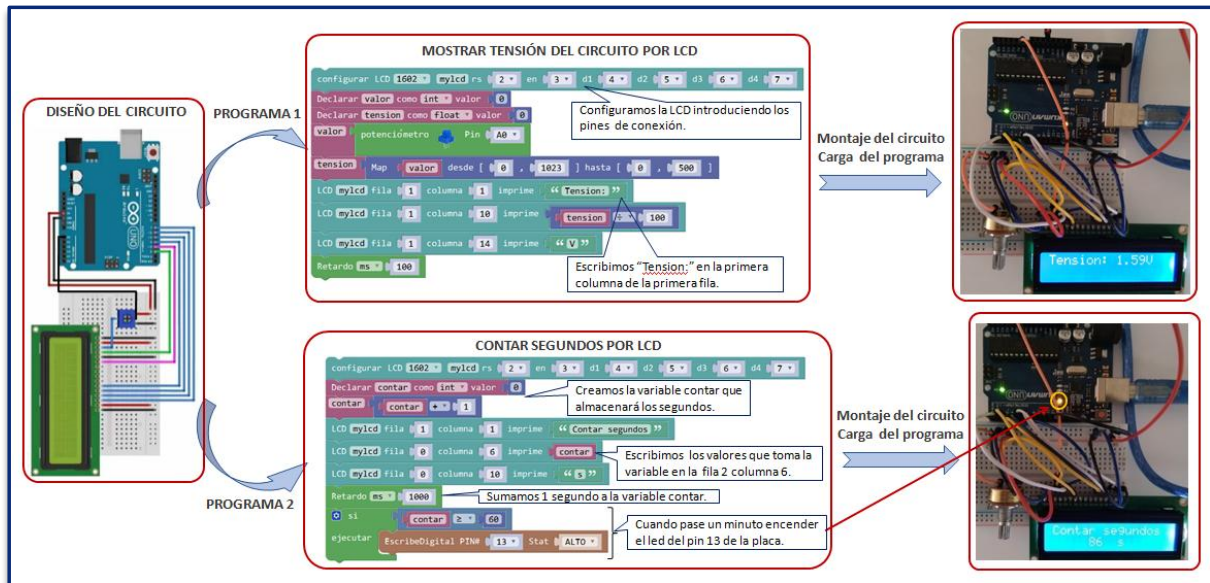 DISEÑO DEL CIRCUITO
PROGRAMA 1
PROGRAMA 2
MOSTRAR TENSIÓN DEL CIRCUITO POR LCD
configurar LCD 1602 mylcd rs 2 en 3 d1 4 d2 5 d3 6 d4 7
Declarar valor como int valor 0
Declarar tension como float valor 0
valor potenciómetro Pin A0
tension Map valor desde [ 0 , 1023 ] hasta [ 0 , 500 ]
LCD mylcd fila 1 columna 1 imprime “ Tension: ”
LCD mylcd fila 1 columna 10 imprime tension ÷ 100
LCD mylcd fila 1 columna 14 imprime “ V ”
Retardo ms 100
Configuramos la LCD introduciendo los
pines de conexión.
Escribimos “Tension:” en la primera
columna de la primera fila.
Montaje del circuito
Carga del programa
Tension: 1.59V
CONTAR SEGUNDOS POR LCD
configurar LCD 1602 mylcd rs 2 en 3 d1 4 d2 5 d3 6 d4 7
Declarar contar como int valor 0
contar contar + 1
LCD mylcd fila 1 columna 1 imprime “ Contar segundos ”
LCD mylcd fila 0 columna 6 imprime contar
LCD mylcd fila 0 columna 10 imprime “ s ”
Retardo ms 1000
si contar ≥ 60
ejecutar EscribeDigital PIN# 13 Stat ALTO
Creamos la variable contar que
almacenará los segundos.
Escribimos los valores que toma la
variable en la fila 2 columna 6.
Sumamos 1 segundo a la variable contar.
Cuando pase un minuto encender
el led del pin 13 de la placa.
Montaje del circuito
Carga del programa
Contar segundos
86 s